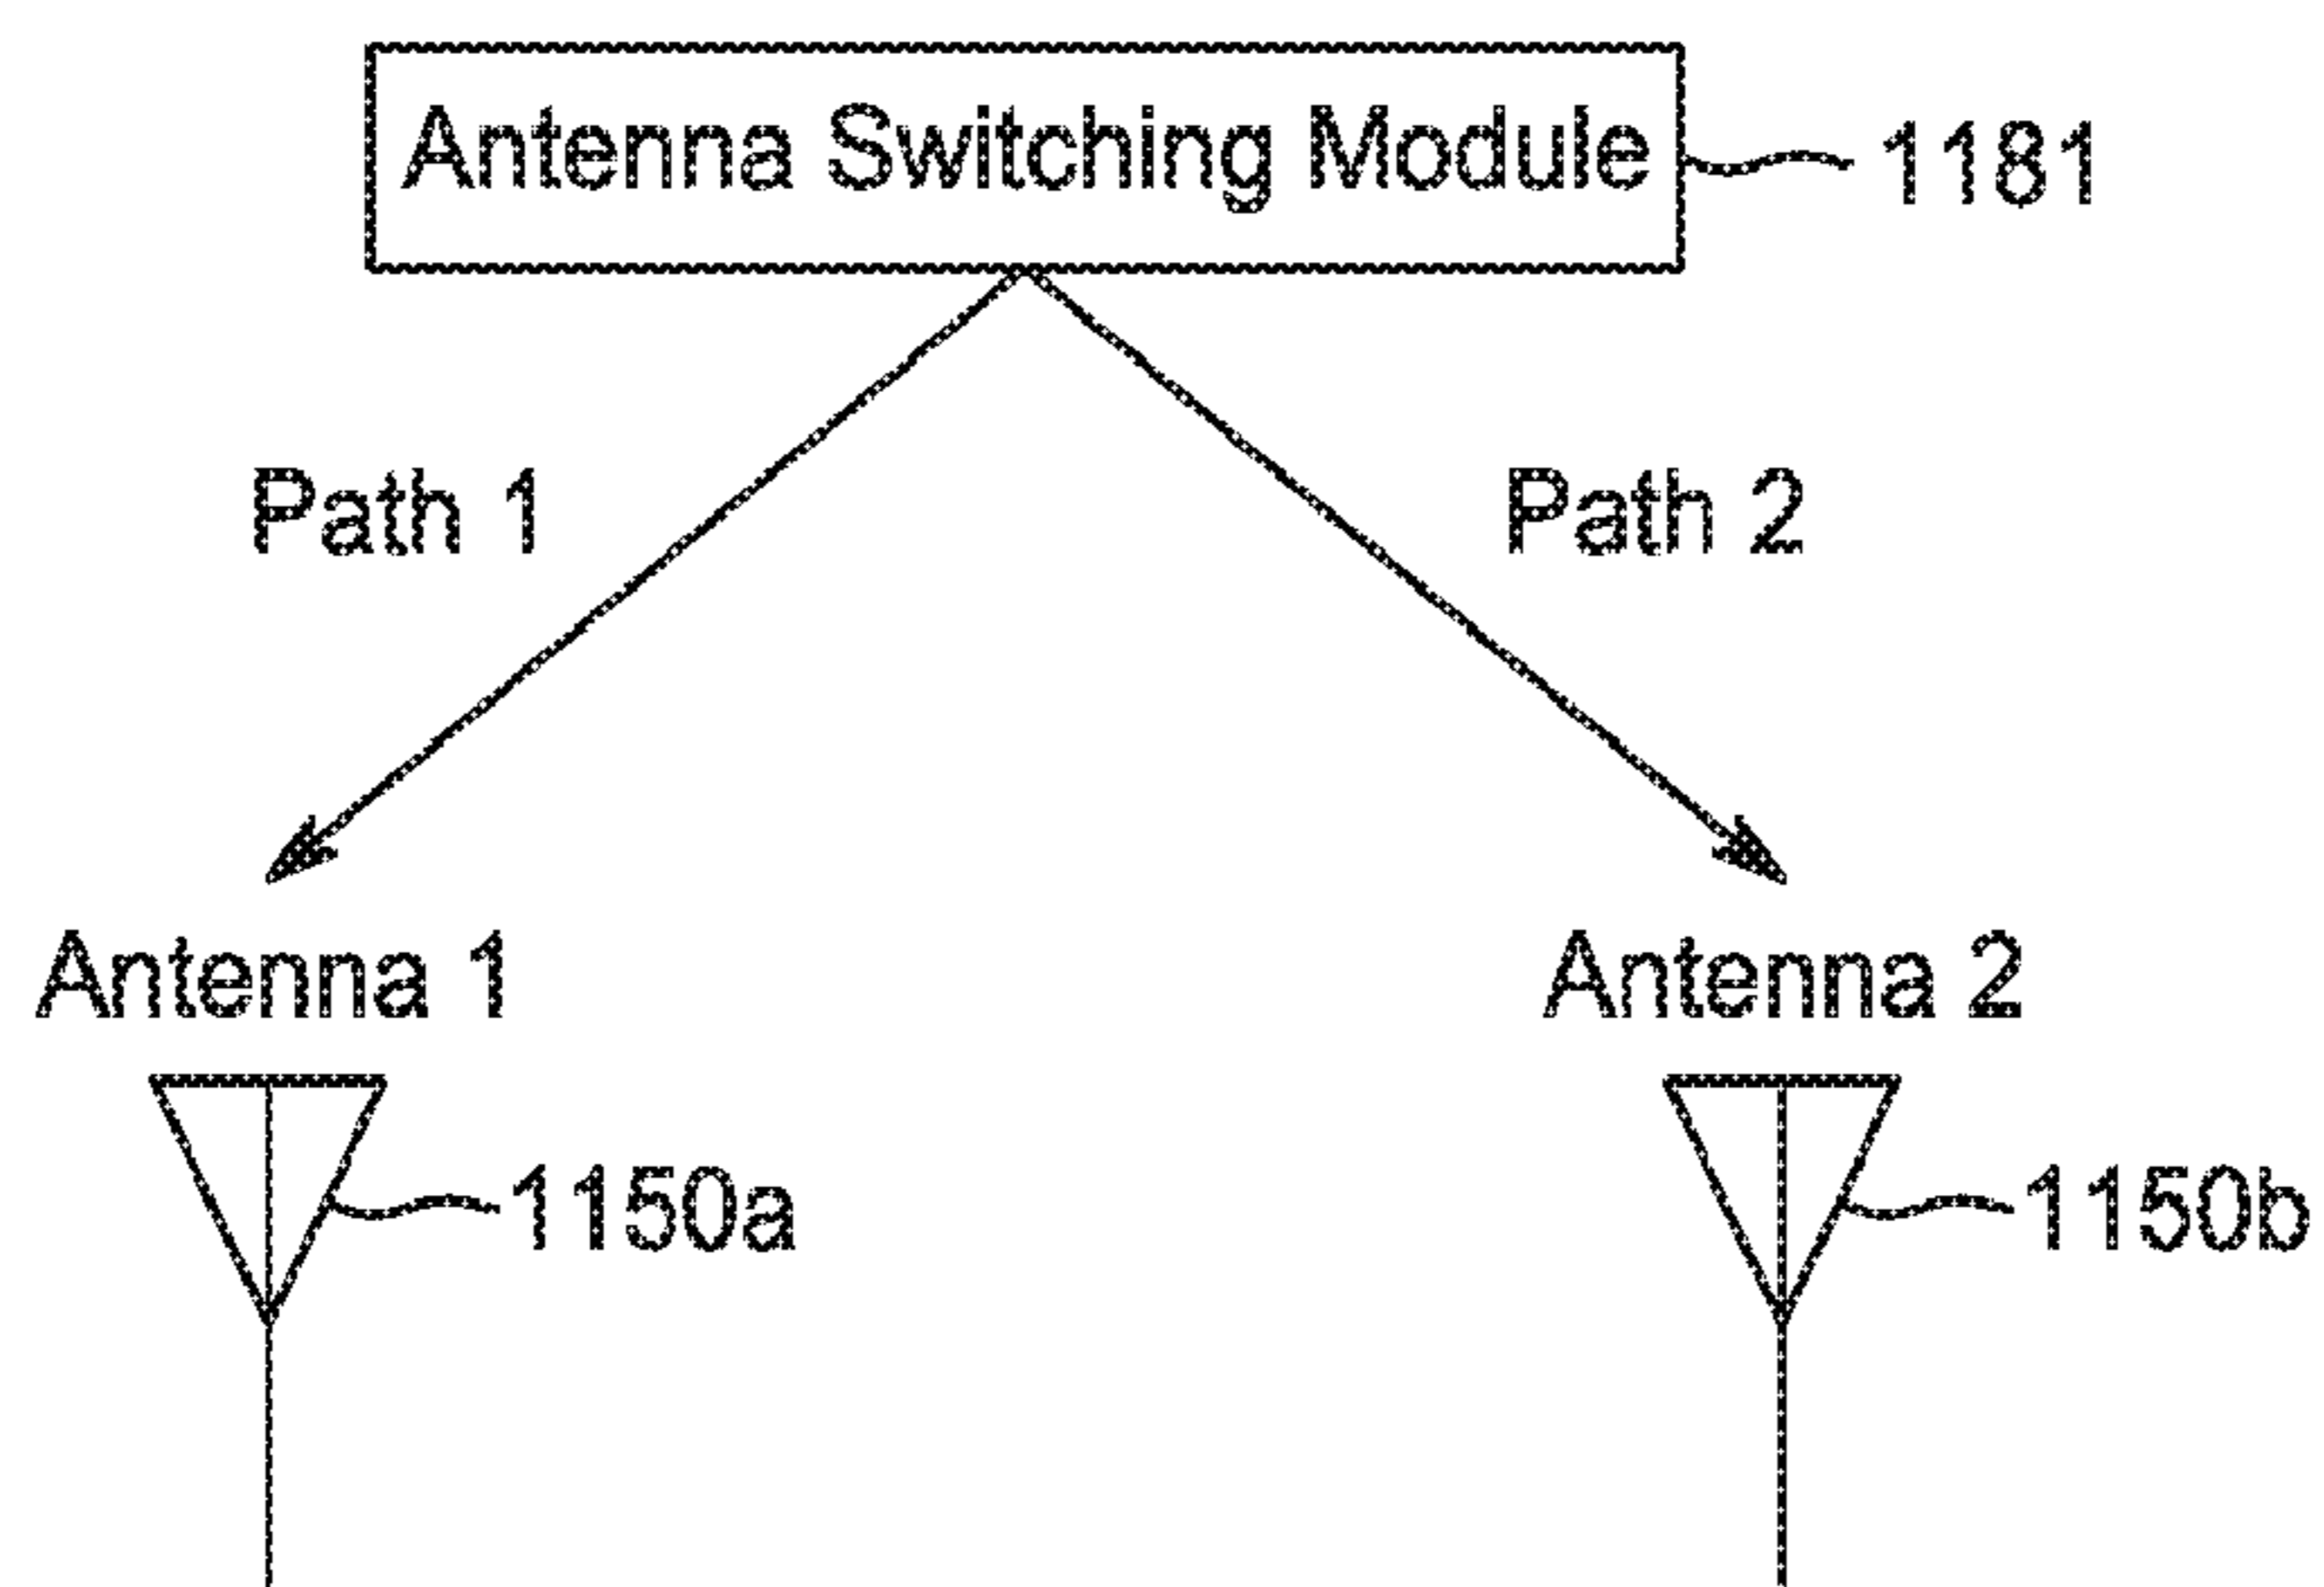 Antenna Switching Module
1181
Path 1
Path 2
Antenna 1
Antenna 2
1150a
1150b